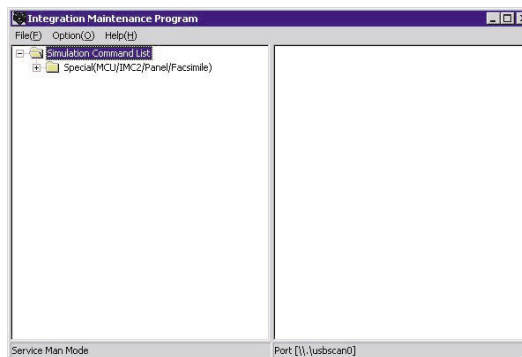 Integration Maintenance Program
File(F) Option(O) Help(H)
Simulation Command List
Special(MCU/IMC2/Panel/Facsimile)
Service Man Mode Port [\\.\usbscan0]